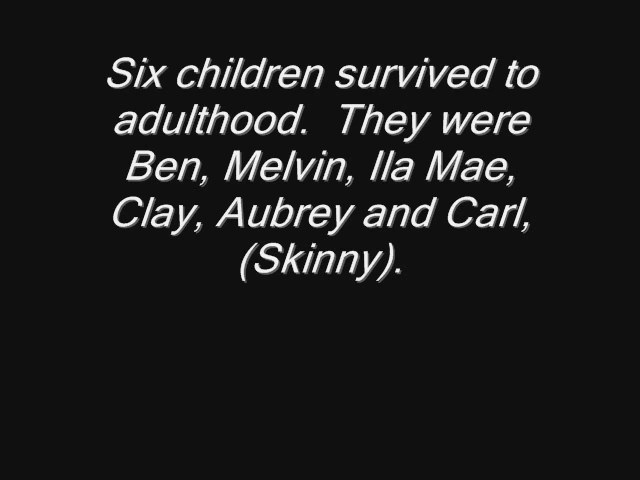 Six children survived to
adulthood.  They were
Ben, Melvin, Ila Mae,
Clay, Aubrey and Carl,
(Skinny).